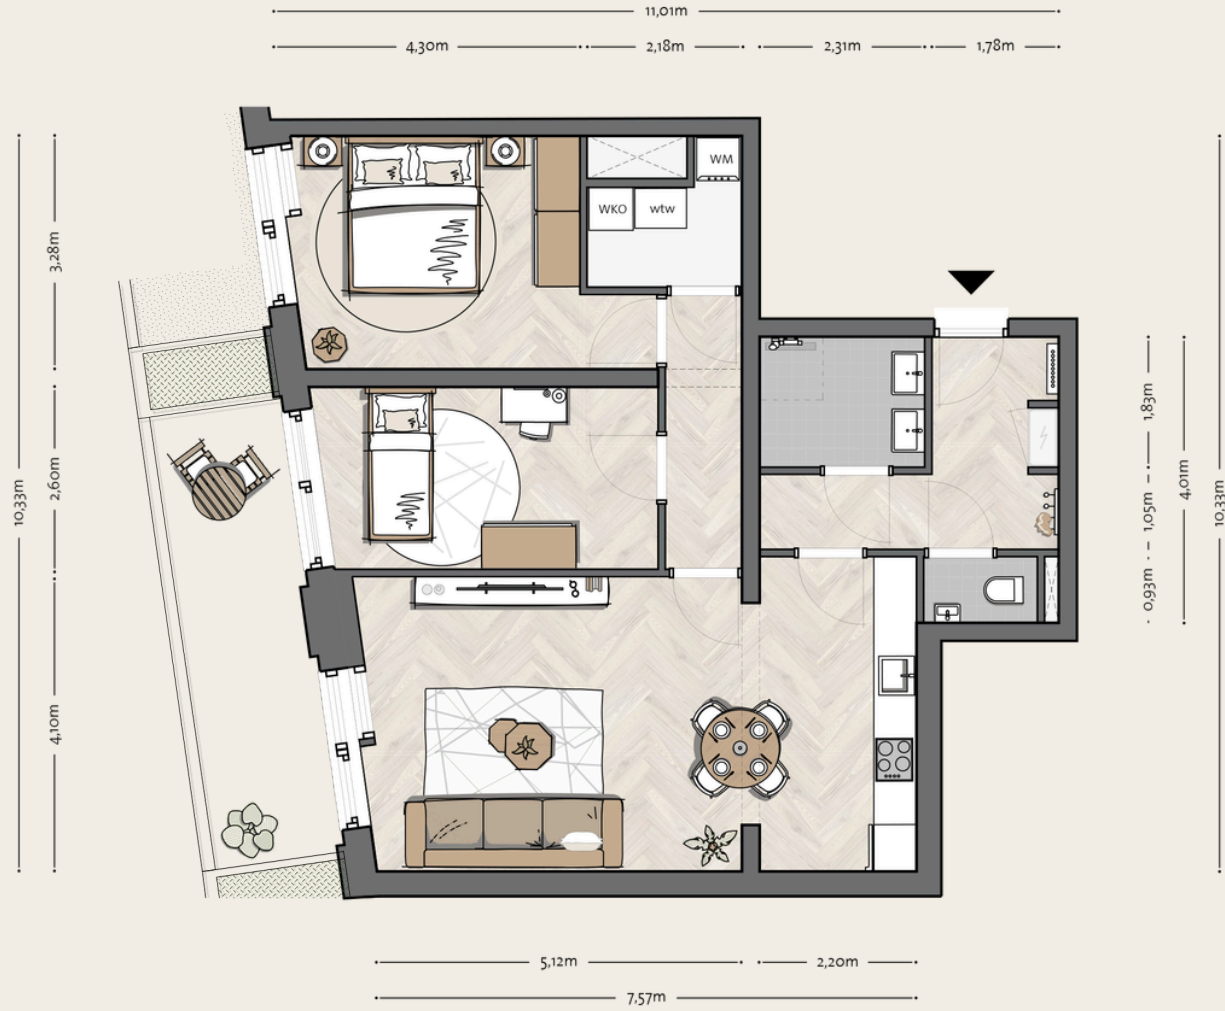 11,01m
4,30m
2,18m
2,31m
1,78m
WM
WKO
wtw
3,28m
10,33m
2,60m
4,10m
1,83m
4,01m
10,33m
1,05m
0,93m
5,12m
2,20m
7,57m